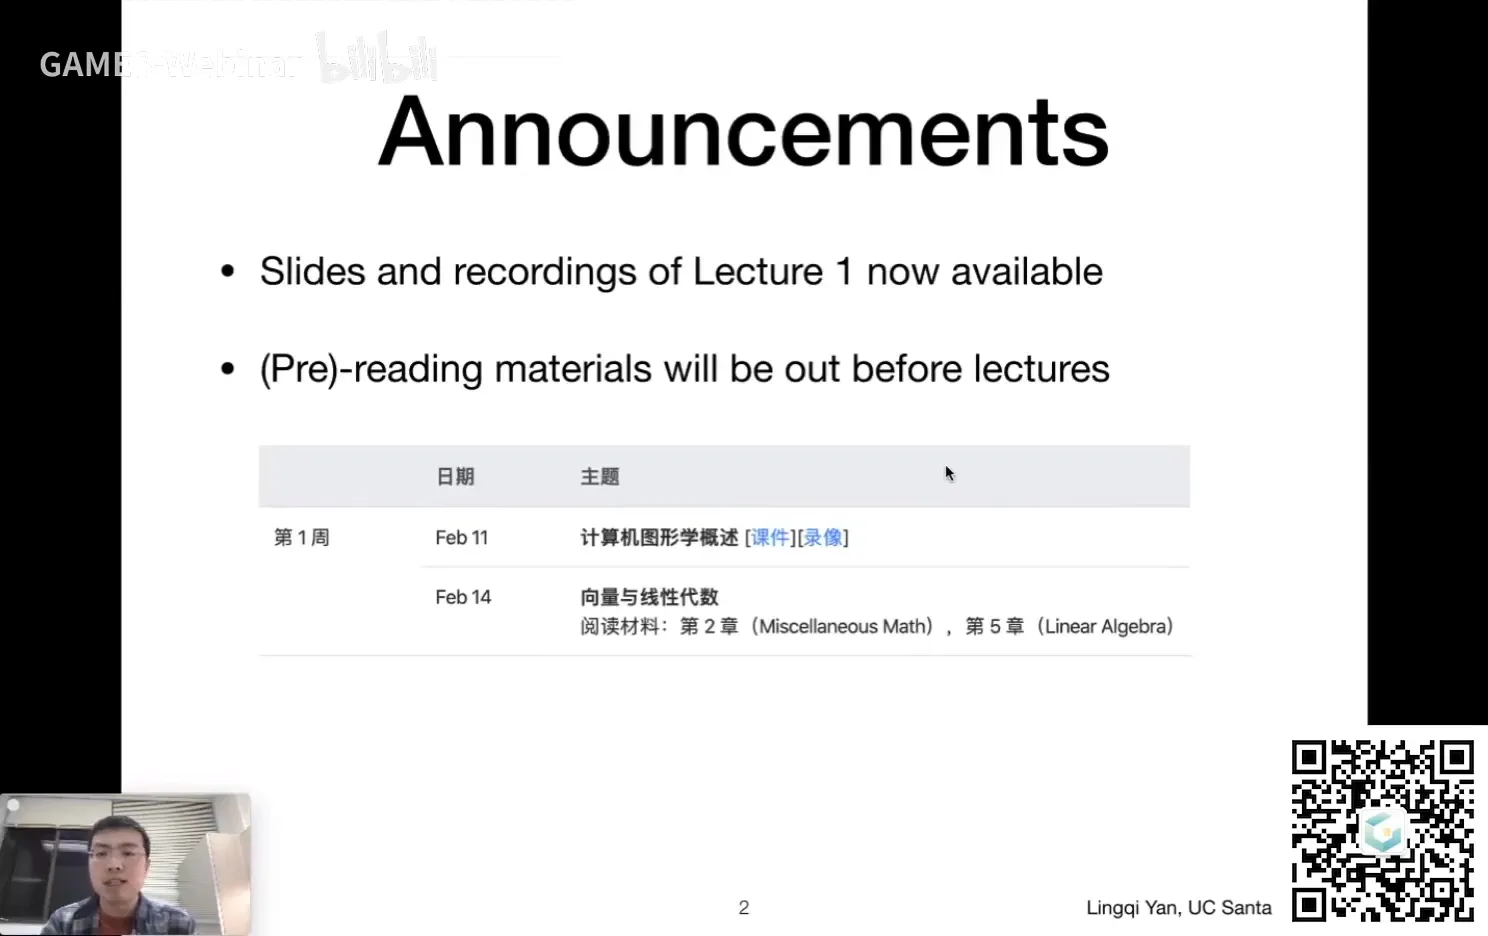 GAMES-Webinar bilibili
Announcements
• Slides and recordings of Lecture 1 now available
• (Pre)-reading materials will be out before lectures
日期 主题
第 1 周 Feb 11 计算机图形学概述 [课件][录像]
Feb 14 向量与线性代数
阅读材料：第 2 章（Miscellaneous Math），第 5 章（Linear Algebra）
2
Lingqi Yan, UC Santa